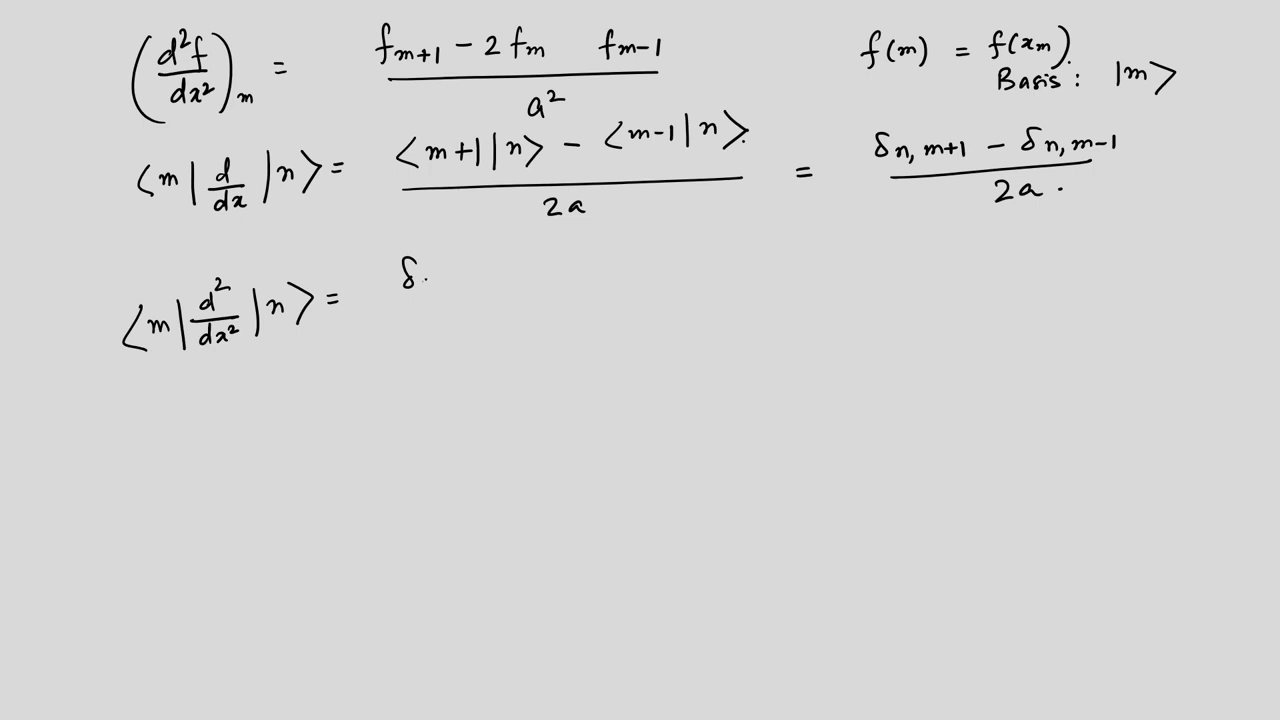 (d²f/dx²)ₘ = (fₘ₊₁ - 2fₘ fₘ₋₁)/a²
f(m) = f(xₘ).
Basis: |m>
<m|d/dx|n> = (<m+1|n> - <m-1|n>.)/2a = (δn,m+1 - δn,m-1)/2a.
<m|d²/dx²|n> = δ.